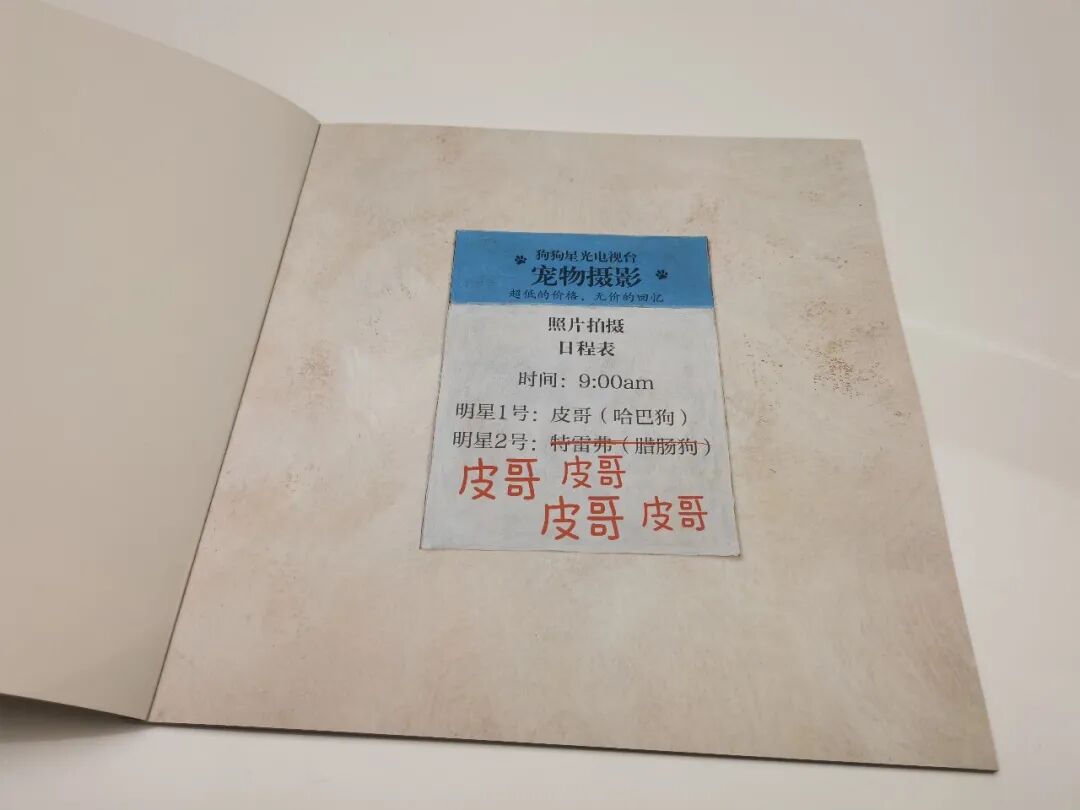 狗狗星光电视台
宠物摄影
超低的价格，无价的回忆
照片拍摄
日程表
时间：9:00am
明星1号：皮哥（哈巴狗）
明星2号：特雷弗（腊肠狗）
皮哥 皮哥
皮哥 皮哥